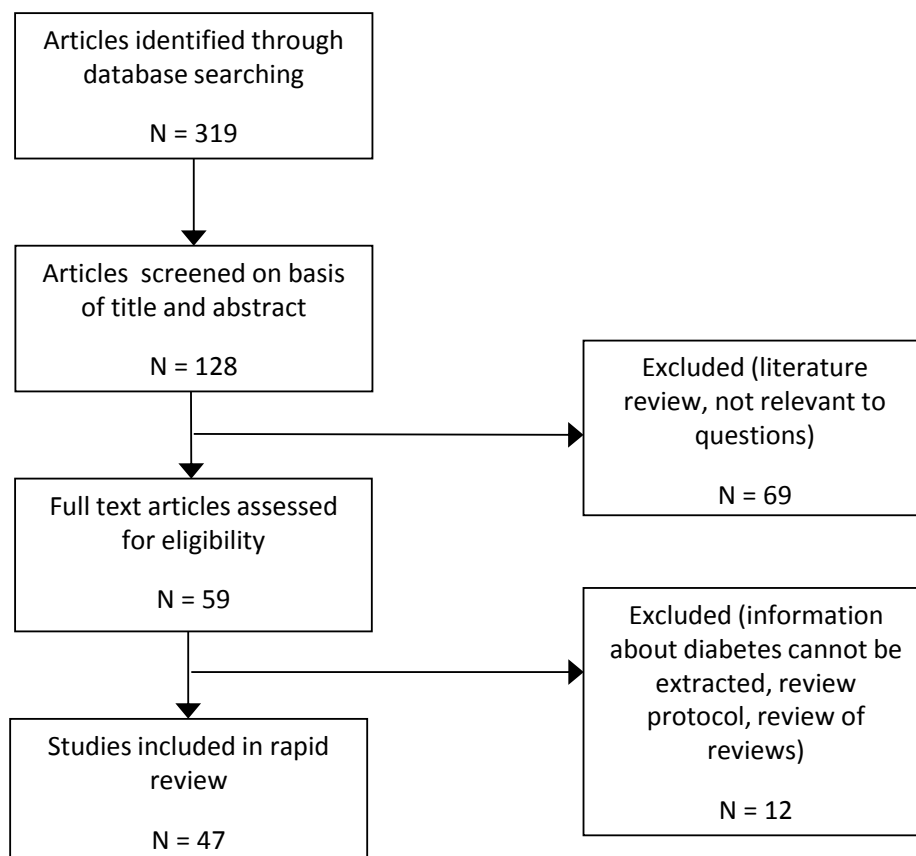 Articles identified through
database searching
N = 319
Articles  screened on basis
of title and abstract
N = 128
Excluded (literature
review, not relevant to
questions)
N = 69
Full text articles assessed
for eligibility
N = 59
Excluded (information
about diabetes cannot be
extracted, review
protocol, review of
reviews)
N = 12
Studies included in rapid
review
N = 47